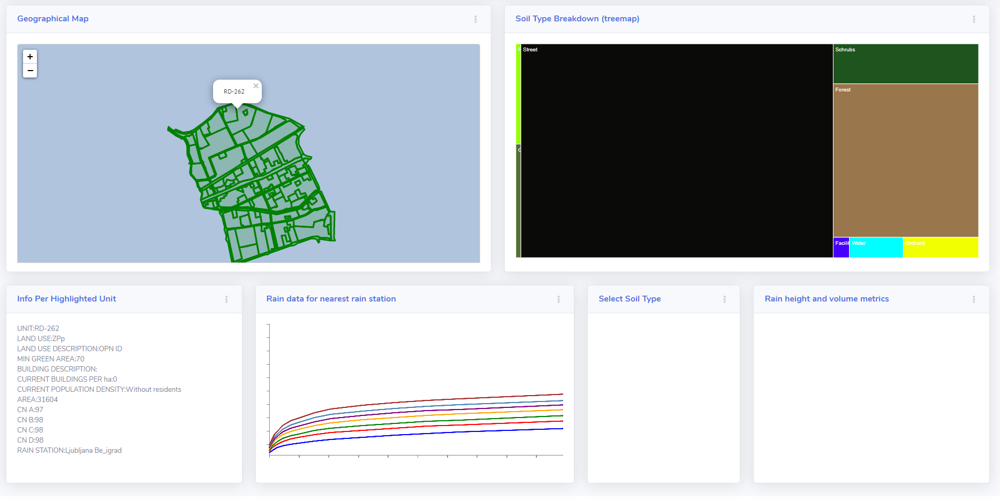 Geographical Map
+
−
RD-262
×
Soil Type Breakdown (treemap)
Street
Schrubs
Forest
Facilit
Water
Orchard
Info Per Highlighted Unit
UNIT:RD-262
LAND USE:ZPp
LAND USE DESCRIPTION:OPN ID
MIN GREEN AREA:70
BUILDING DESCRIPTION:
CURRENT BUILDINGS PER ha:0
CURRENT POPULATION DENSITY:Without residents
AREA:31604
CN A:97
CN B:98
CN C:98
CN D:98
RAIN STATION:Ljubljana Be_igrad
Rain data for nearest rain station
Select Soil Type
Rain height and volume metrics